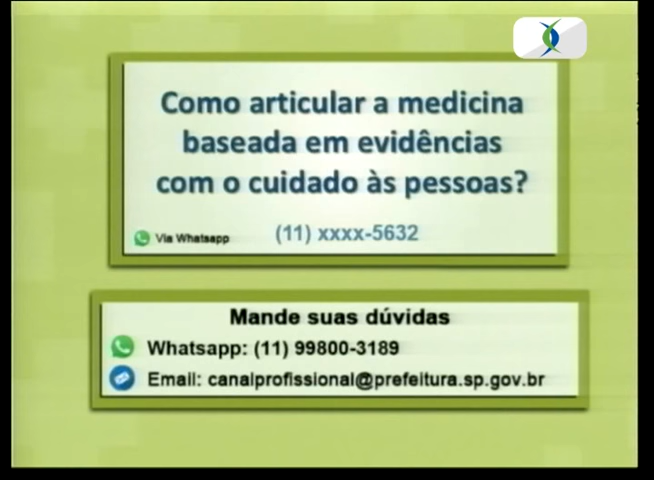 Como articular a medicina
baseada em evidências
com o cuidado às pessoas?
Via Whatsapp (11) xxxx-5632
Mande suas dúvidas
Whatsapp: (11) 99800-3189
Email: canalprofissional@prefeitura.sp.gov.br